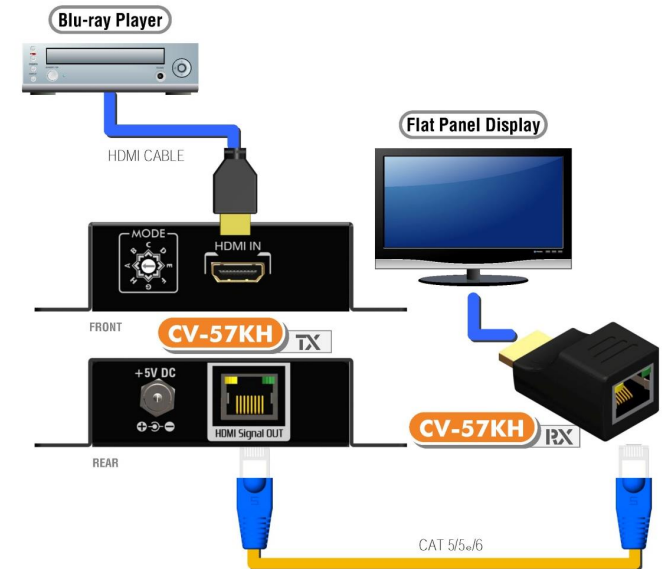 Blu-ray Player
HDMI CABLE
Flat Panel Display
MODE
A
B
C
D
E
F
G
H
HDMI IN
FRONT
CV-57KH TX
+5V DC
HDMI Signal OUT
REAR
CV-57KH RX
CAT 5/5e/6